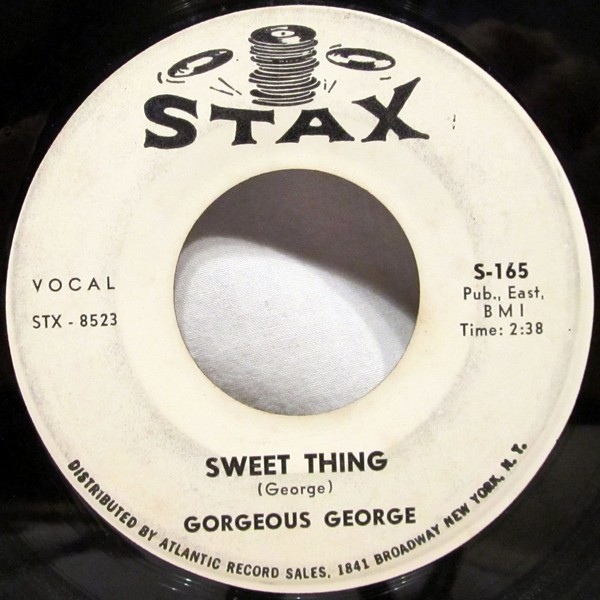 STAX
VOCAL
STX - 8523
S-165
Pub., East,
BMI
Time: 2:38
SWEET THING
(George)
GORGEOUS GEORGE
DISTRIBUTED BY ATLANTIC RECORD SALES, 1841 BROADWAY NEW YORK, N. Y.